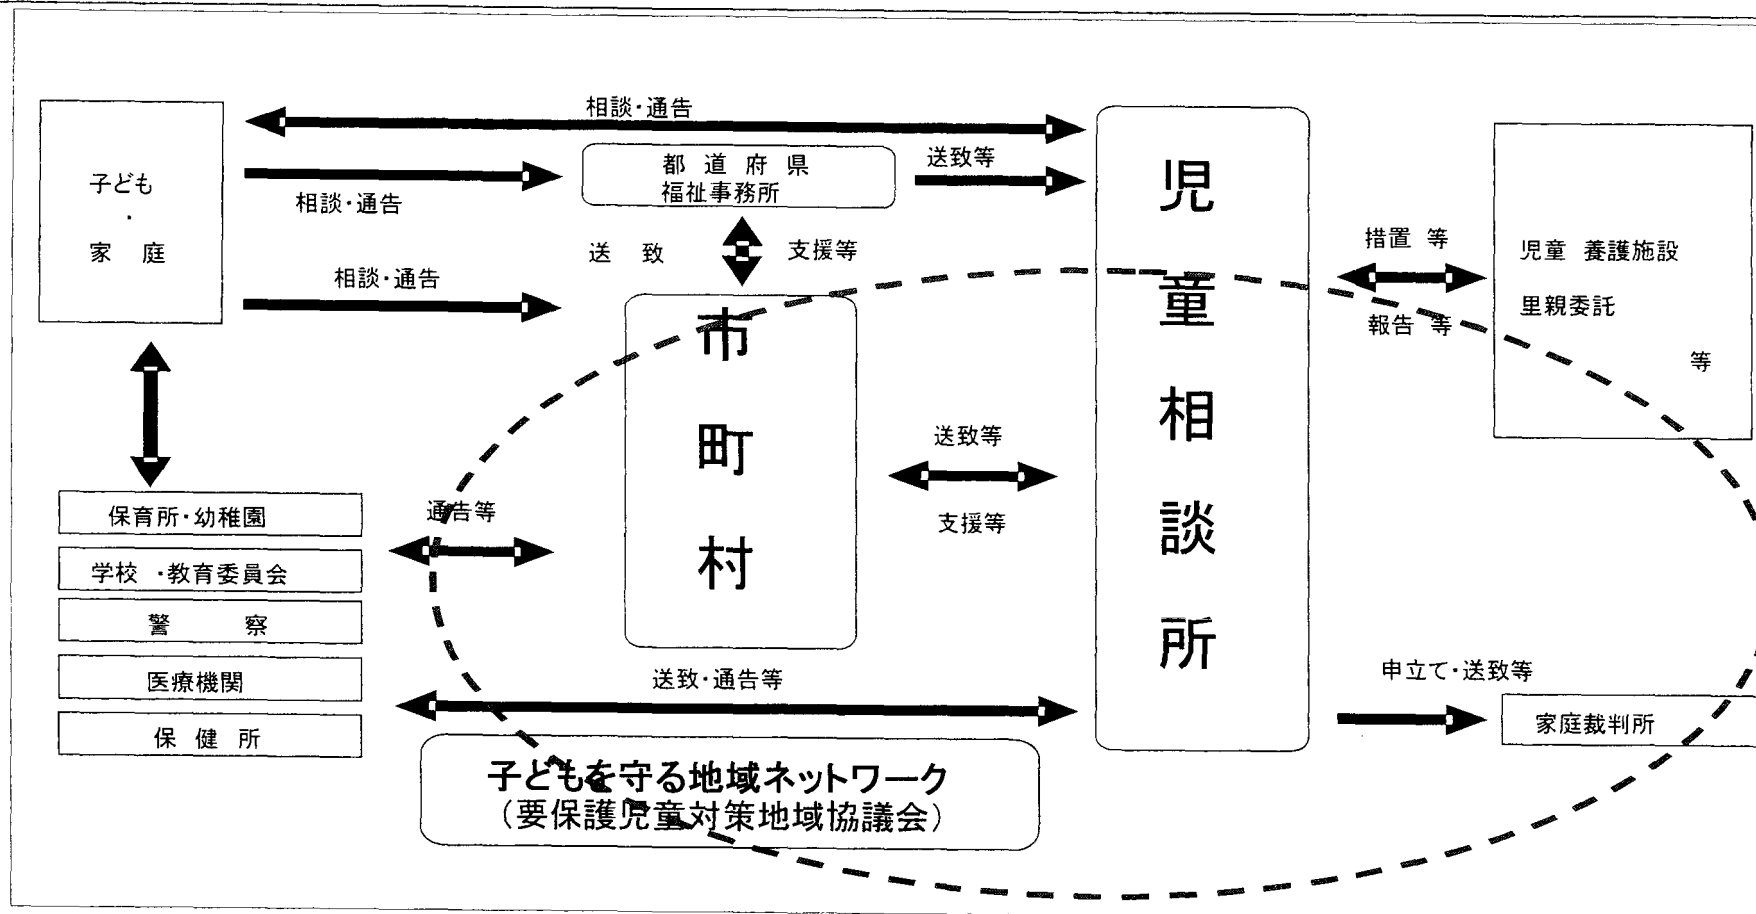 相談・通告
子ども
・
家 庭
相談・通告
都 道 府 県
福祉事務所
送致等
児童相談所
送 致
支援等
相談・通告
市町村
措置 等
報告 等
児童 養護施設
里親委託
等
送致等
支援等
通告等
保育所・幼稚園
学校 ・教育委員会
警 察
医療機関
保 健 所
送致・通告等
申立て・送致等
家庭裁判所
子どもを守る地域ネットワーク
（要保護児童対策地域協議会）